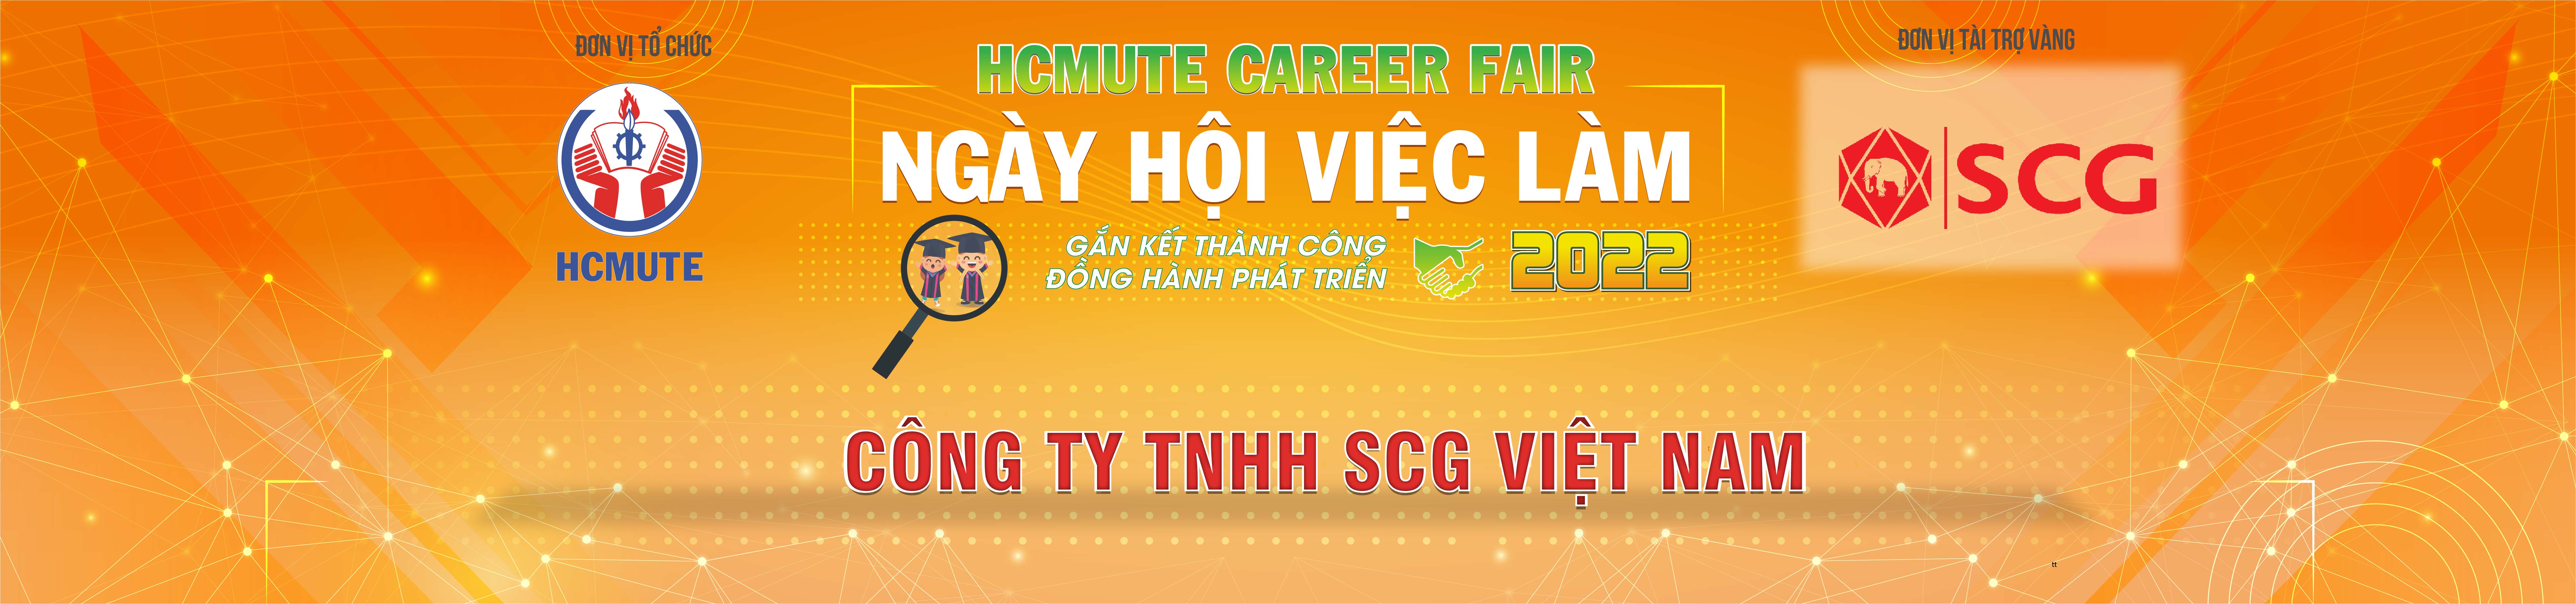 ĐƠN VỊ TỔ CHỨC
HCMUTE
HCMUTE CAREER FAIR
NGÀY HỘI VIỆC LÀM
GẮN KẾT THÀNH CÔNG
ĐỒNG HÀNH PHÁT TRIỂN
2022
ĐƠN VỊ TÀI TRỢ VÀNG
SCG
CÔNG TY TNHH SCG VIỆT NAM
tt